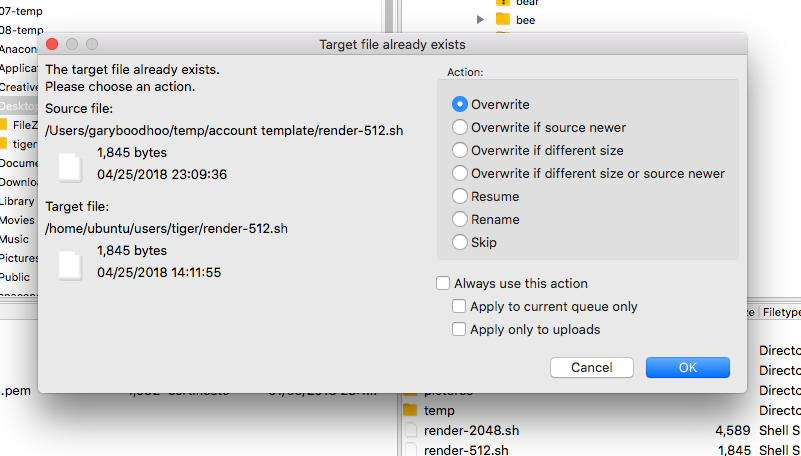 07-temp
08-temp
bear
bee
Target file already exists
The target file already exists.
Please choose an action.
Source file:
/Users/garyboodhoo/temp/account template/render-512.sh
1,845 bytes
04/25/2018 23:09:36
Target file:
/home/ubuntu/users/tiger/render-512.sh
1,845 bytes
04/25/2018 14:11:55
Action:
Overwrite
Overwrite if source newer
Overwrite if different size
Overwrite if different size or source newer
Resume
Rename
Skip
Always use this action
Apply to current queue only
Apply only to uploads
Cancel
OK
Anacon
Applicat
Creative
Desktop
FileZ
tiger
Docume
Downloa
Library
Movies
Music
Pictures
Public
ze
Filetype
Directo
Directo
.pem
Directo
temp
Directo
render-2048.sh
4,589
Shell S
render-512.sh
1,845
Shell S